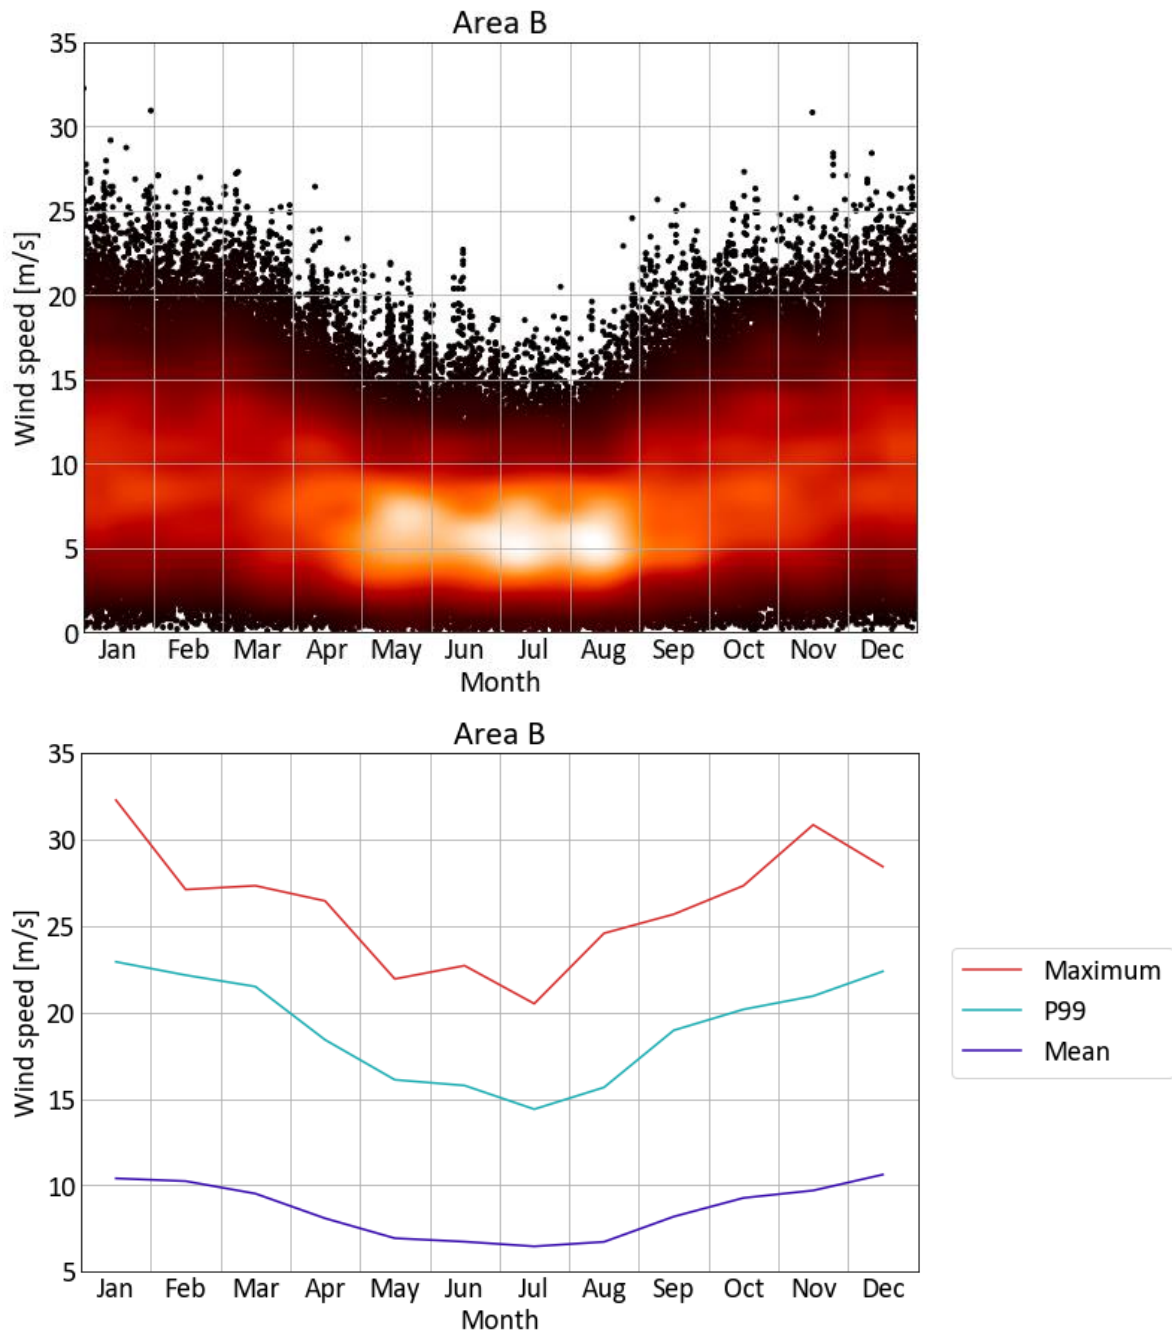 Area B
35
30
25
20
15
10
5
0
Wind speed [m/s]
Jan Feb Mar Apr May Jun Jul Aug Sep Oct Nov Dec
Month
Area B
35
30
25
20
15
10
5
Wind speed [m/s]
Jan Feb Mar Apr May Jun Jul Aug Sep Oct Nov Dec
Month
Maximum
P99
Mean